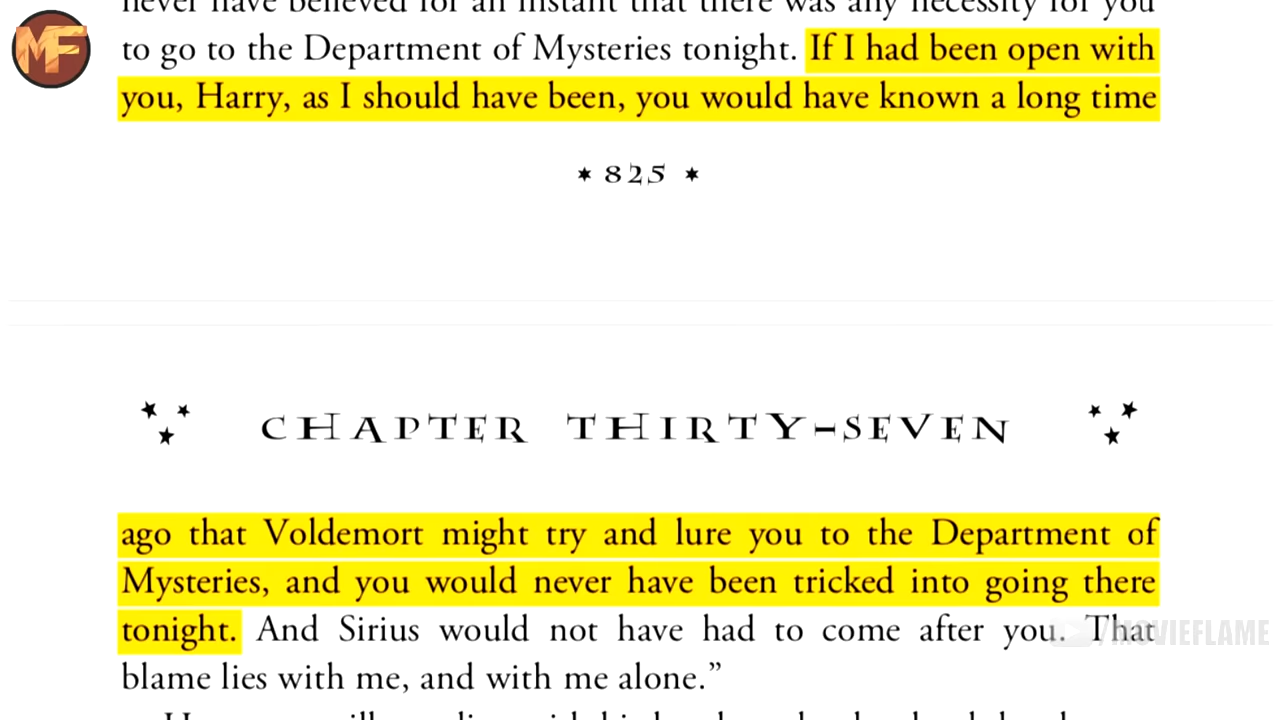 MF
never have believed for an instant that there was any necessity for you
to go to the Department of Mysteries tonight. If I had been open with
you, Harry, as I should have been, you would have known a long time
* 825 *
CHAPTER THIRTY-SEVEN
ago that Voldemort might try and lure you to the Department of
Mysteries, and you would never have been tricked into going there
tonight. And Sirius would not have had to come after you. That
blame lies with me, and with me alone.”
/MOVIEFLAME